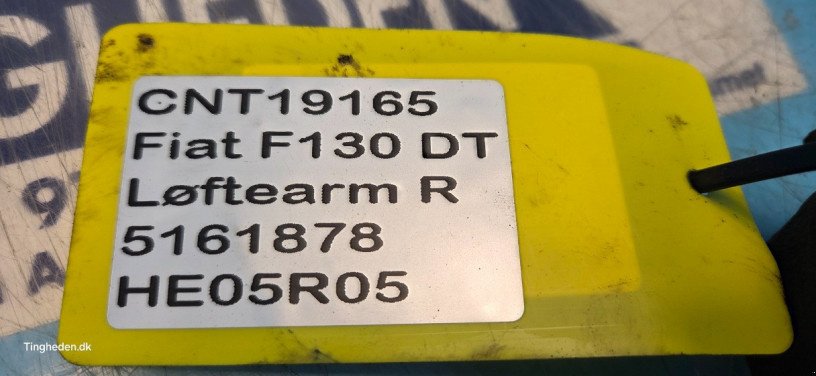 CNT19165
Fiat F130 DT
Løftearm R
5161878
HE05R05
Tingheden.dk